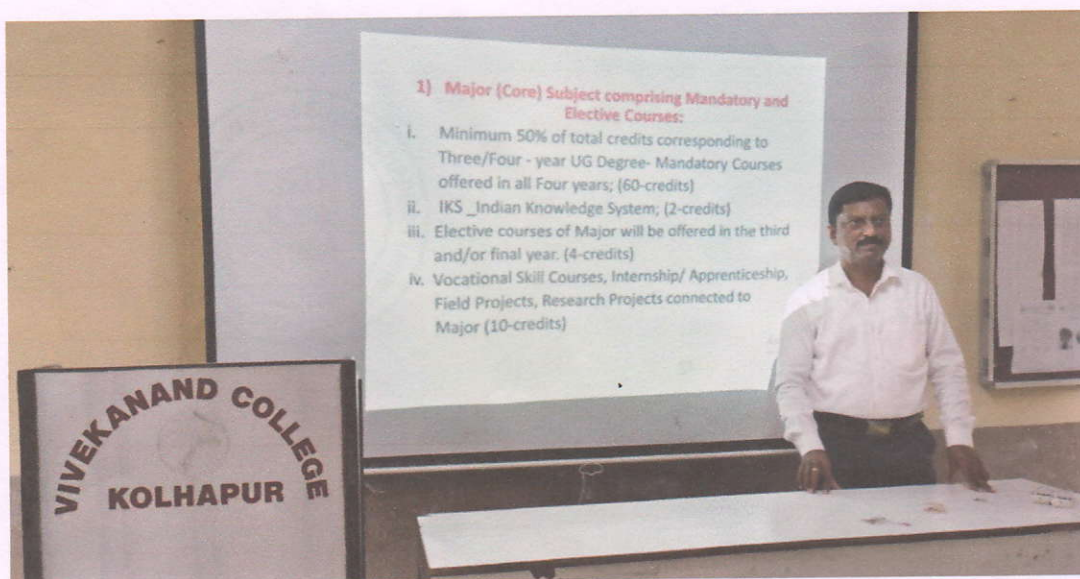 1) Major (Core) Subject comprising Mandatory and
Elective Courses:
i. Minimum 50% of total credits corresponding to
Three/Four - year UG Degree- Mandatory Courses
offered in all Four years; (60-credits)
ii. IKS _Indian Knowledge System; (2-credits)
iii. Elective courses of Major will be offered in the third
and/or final year. (4-credits)
iv. Vocational Skill Courses, Internship/ Apprenticeship,
Field Projects, Research Projects connected to
Major (10-credits)
VIVEKANAND COLLEGE
KOLHAPUR